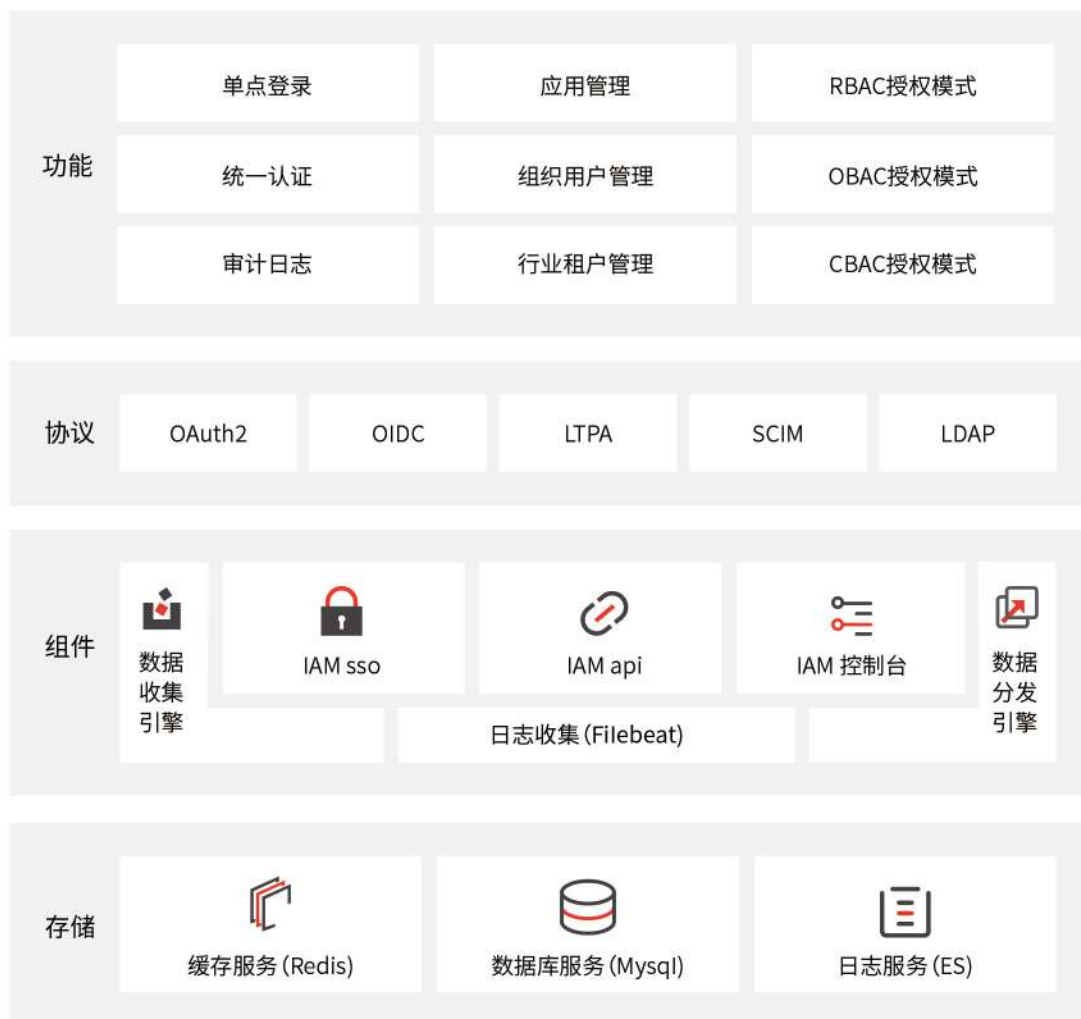 功能
单点登录
应用管理
RBAC授权模式
统一认证
组织用户管理
OBAC授权模式
审计日志
行业租户管理
CBAC授权模式
协议
OAuth2
OIDC
LTPA
SCIM
LDAP
组件
数据
收集
引擎
IAM sso
IAM api
IAM 控制台
数据
分发
引擎
日志收集(Filebeat)
存储
缓存服务(Redis)
数据库服务(Mysql)
日志服务(ES)